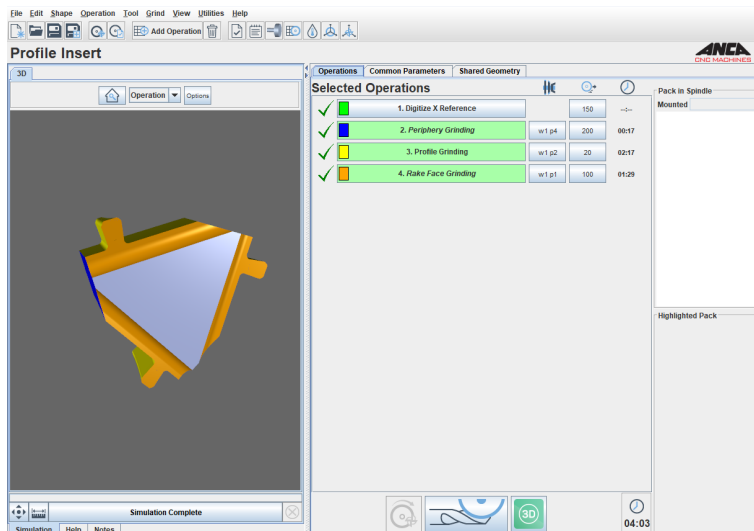 File Edit Shape Operation Tool Grind View Utilities Help
Add Operation
Profile Insert
ANCA
CNC MACHINES
3D
Operation
Options
Operations Common Parameters Shared Geometry
Selected Operations
1. Digitize X Reference 150 --:--
2. Periphery Grinding w1 p4 200 00:17
3. Profile Grinding w1 p2 20 02:17
4. Rake Face Grinding w1 p1 100 01:29
Pack in Spindle
Mounted
Highlighted Pack
Simulation Complete
3D
04:03
Simulation Help Notes